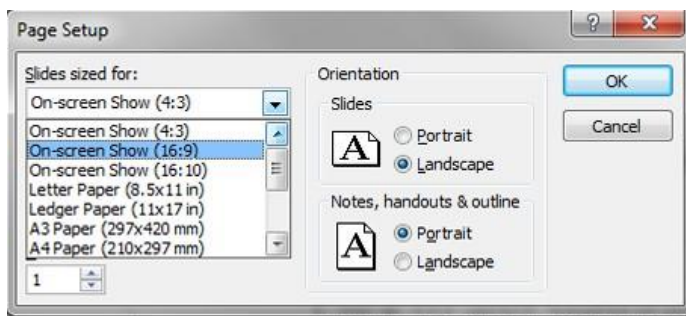 Page Setup
Slides sized for:
On-screen Show (4:3)
On-screen Show (4:3)
On-screen Show (16:9)
On-screen Show (16:10)
Letter Paper (8.5x11 in)
Ledger Paper (11x17 in)
A3 Paper (297x420 mm)
A4 Paper (210x297 mm)
1
Orientation
Slides
A
Portrait
Landscape
Notes, handouts & outline
A
Portrait
Landscape
?
X
OK
Cancel